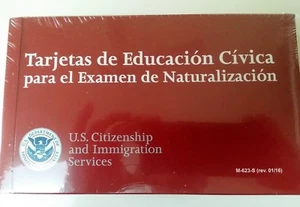 Tarjetas de Educación Cívica
para el Examen de Naturalización
U.S. Citizenship
and Immigration
Services
M-623-S (rev. 01/16)